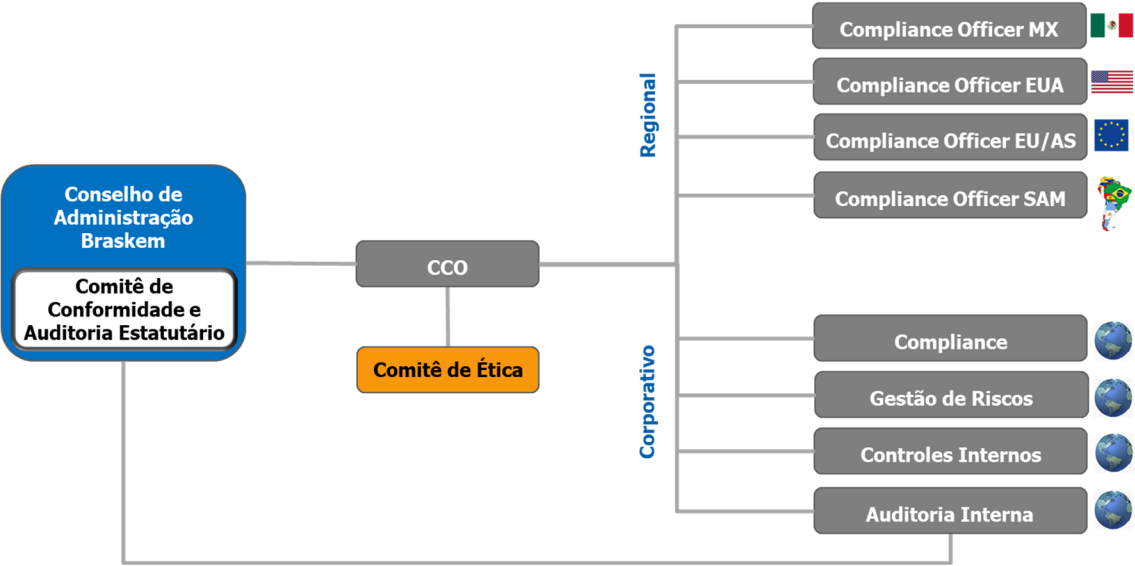 Conselho de
Administração
Braskem
Comitê de
Conformidade e
Auditoria Estatutário
CCO
Comitê de Ética
Regional
Compliance Officer MX
Compliance Officer EUA
Compliance Officer EU/AS
Compliance Officer SAM
Corporativo
Compliance
Gestão de Riscos
Controles Internos
Auditoria Interna